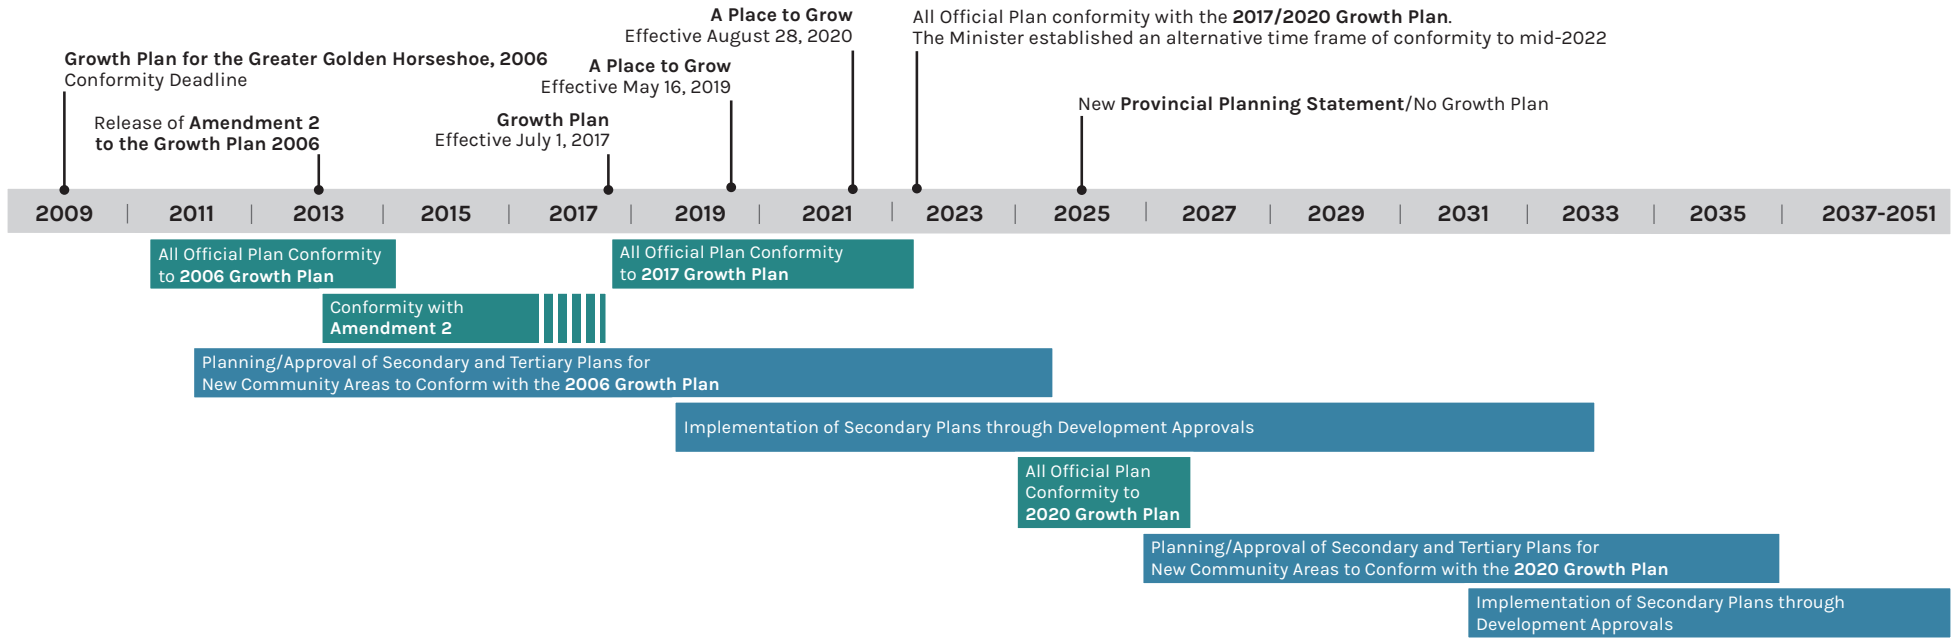 A Place to Grow
Effective August 28, 2020
All Official Plan conformity with the 2017/2020 Growth Plan.
The Minister established an alternative time frame of conformity to mid-2022
Growth Plan for the Greater Golden Horseshoe, 2006
Conformity Deadline
A Place to Grow
Effective May 16, 2019
New Provincial Planning Statement/No Growth Plan
Release of Amendment 2
to the Growth Plan 2006
Growth Plan
Effective July 1, 2017
2009 | 2011 | 2013 | 2015 | 2017 | 2019 | 2021 | 2023 | 2025 | 2027 | 2029 | 2031 | 2033 | 2035 | 2037-2051
All Official Plan Conformity
to 2006 Growth Plan
All Official Plan Conformity
to 2017 Growth Plan
Conformity with
Amendment 2
Planning/Approval of Secondary and Tertiary Plans for
New Community Areas to Conform with the 2006 Growth Plan
Implementation of Secondary Plans through Development Approvals
All Official Plan
Conformity to
2020 Growth Plan
Planning/Approval of Secondary and Tertiary Plans for
New Community Areas to Conform with the 2020 Growth Plan
Implementation of Secondary Plans through
Development Approvals